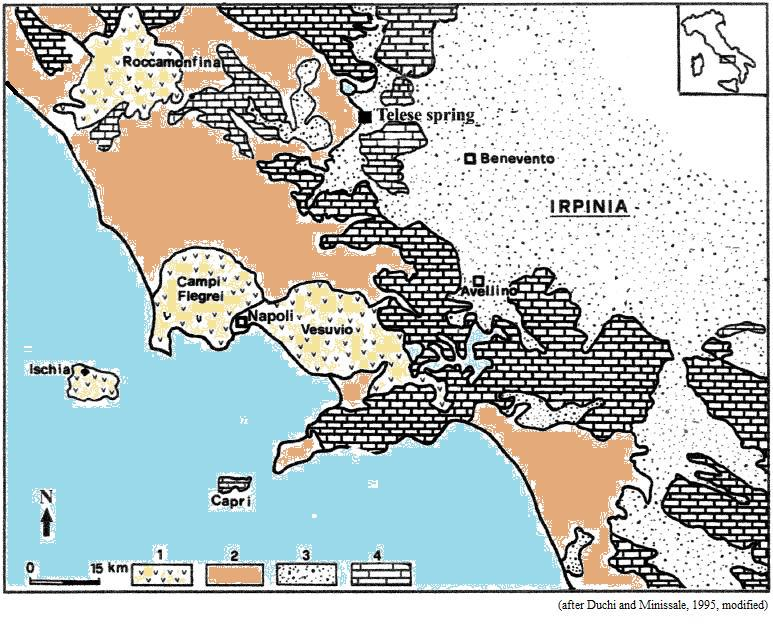 Roccamonfina
Telese spring
Benevento
IRPINIA
Campi
Flegrei
Avellino
Napoli
Vesuvio
Ischia
Capri
N
0 15 km
1 2 3 4
(after Duchi and Minissale, 1995, modified)